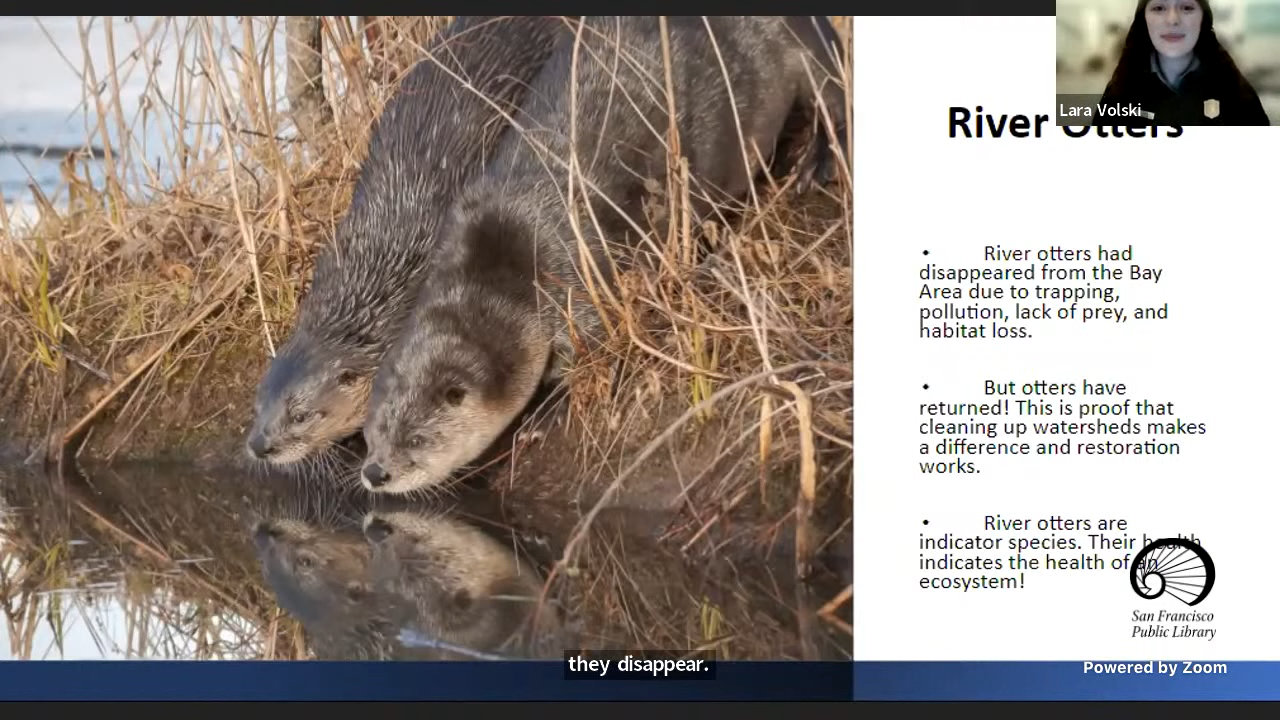 Lara Volski
River Otters
• River otters had
disappeared from the Bay
Area due to trapping,
pollution, lack of prey, and
habitat loss.
• But otters have
returned! This is proof that
cleaning up watersheds makes
a difference and restoration
works.
• River otters are
indicator species. Their health
indicates the health of an
ecosystem!
San Francisco
Public Library
they disappear.
Powered by Zoom